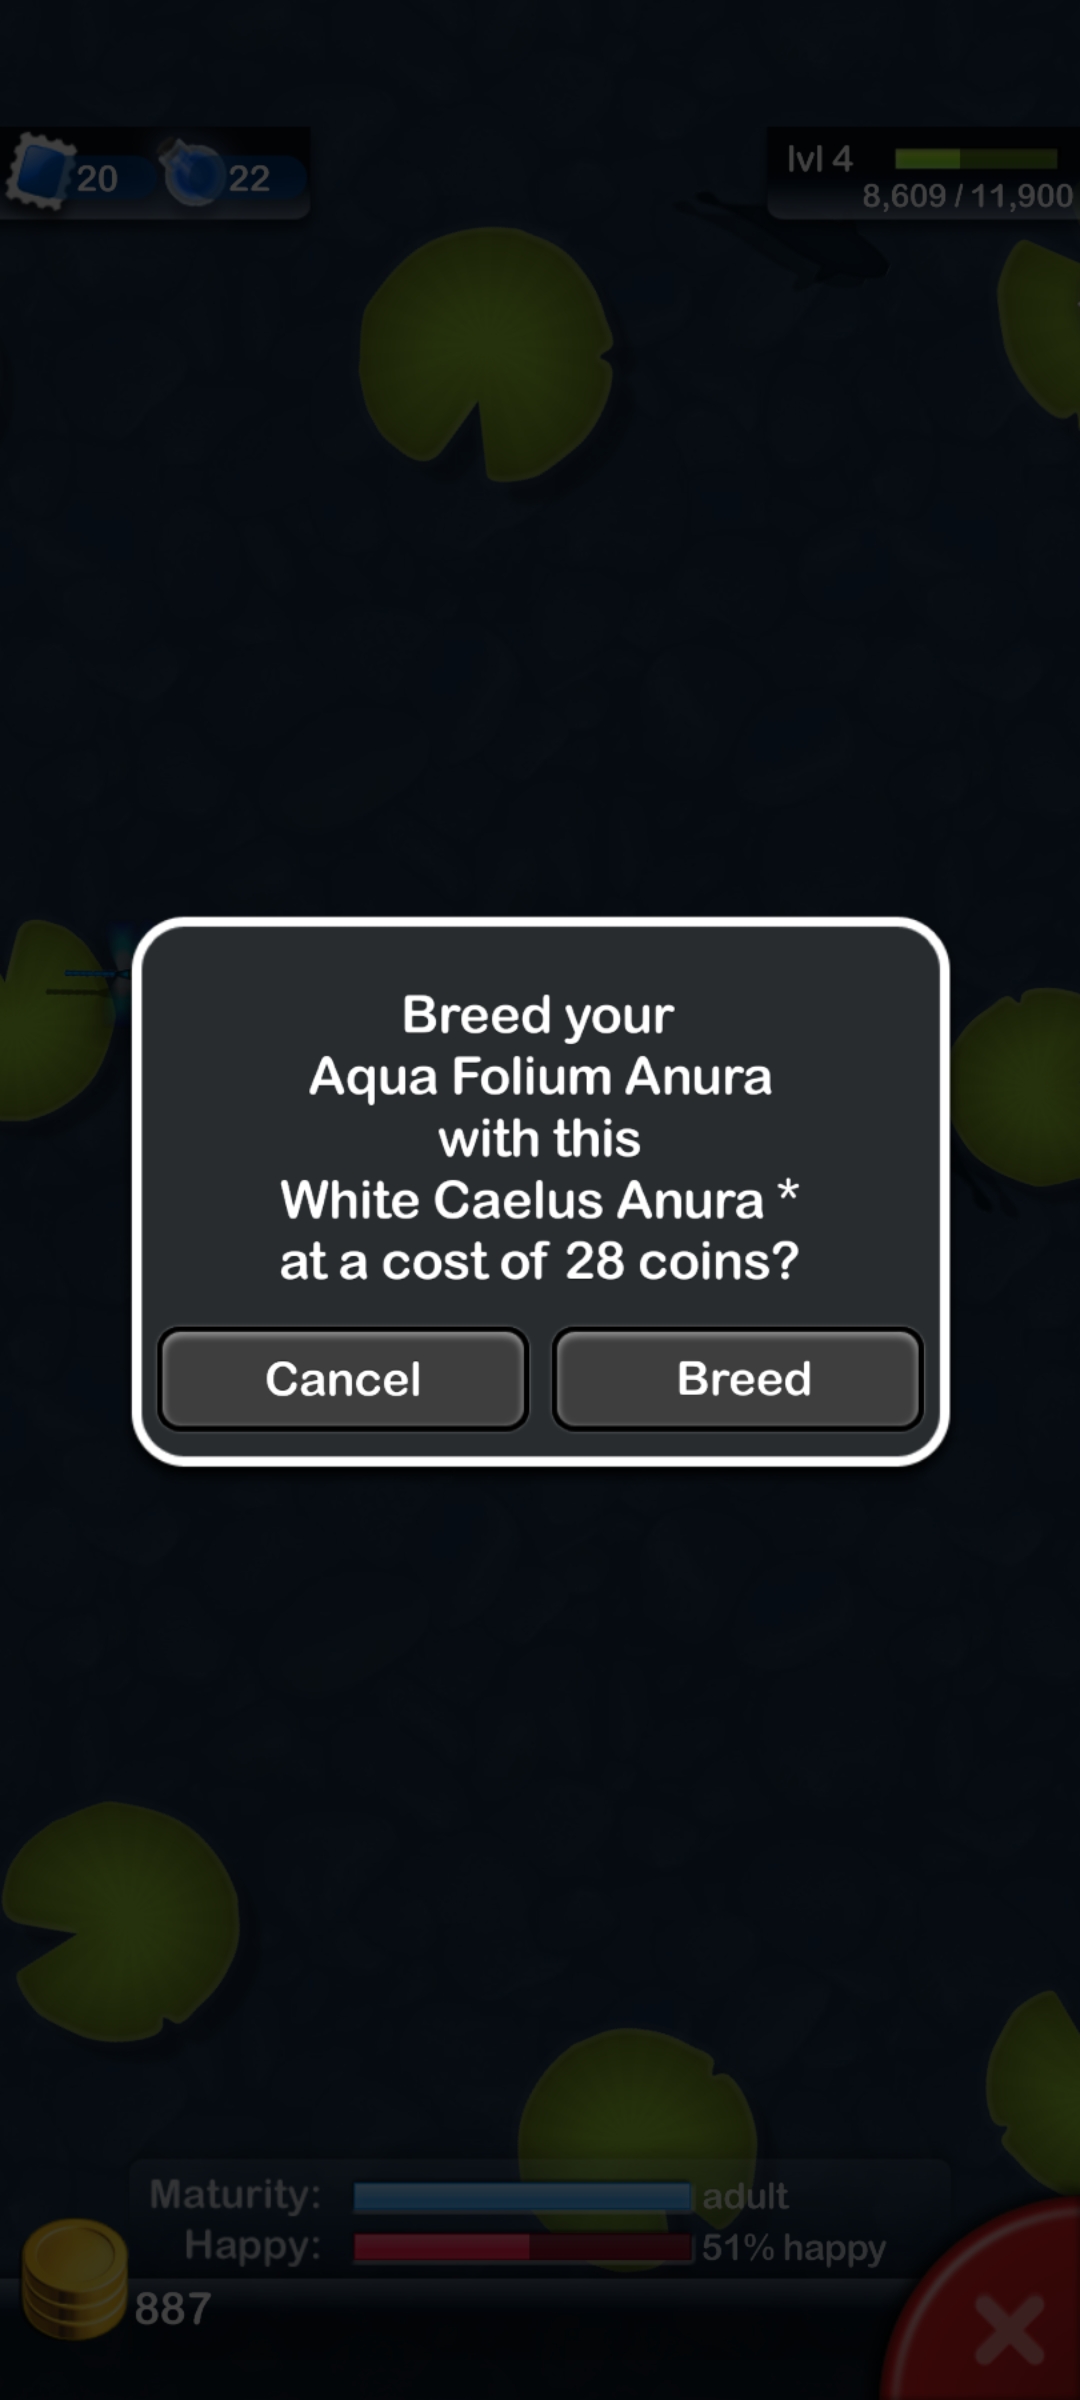 20
22
lvl 4
8,609 / 11,900
Breed your
Aqua Folium Anura
with this
White Caelus Anura *
at a cost of 28 coins?
Cancel
Breed
Maturity:
adult
Happy:
51% happy
887